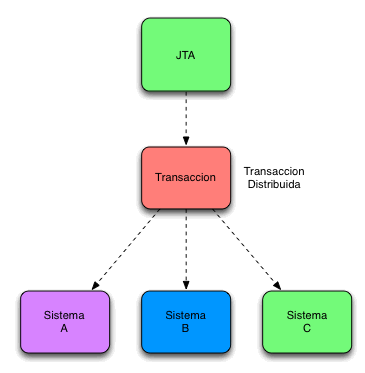 JTA
Transaccion
Transaccion
Distribuida
Sistema
A
Sistema
B
Sistema
C